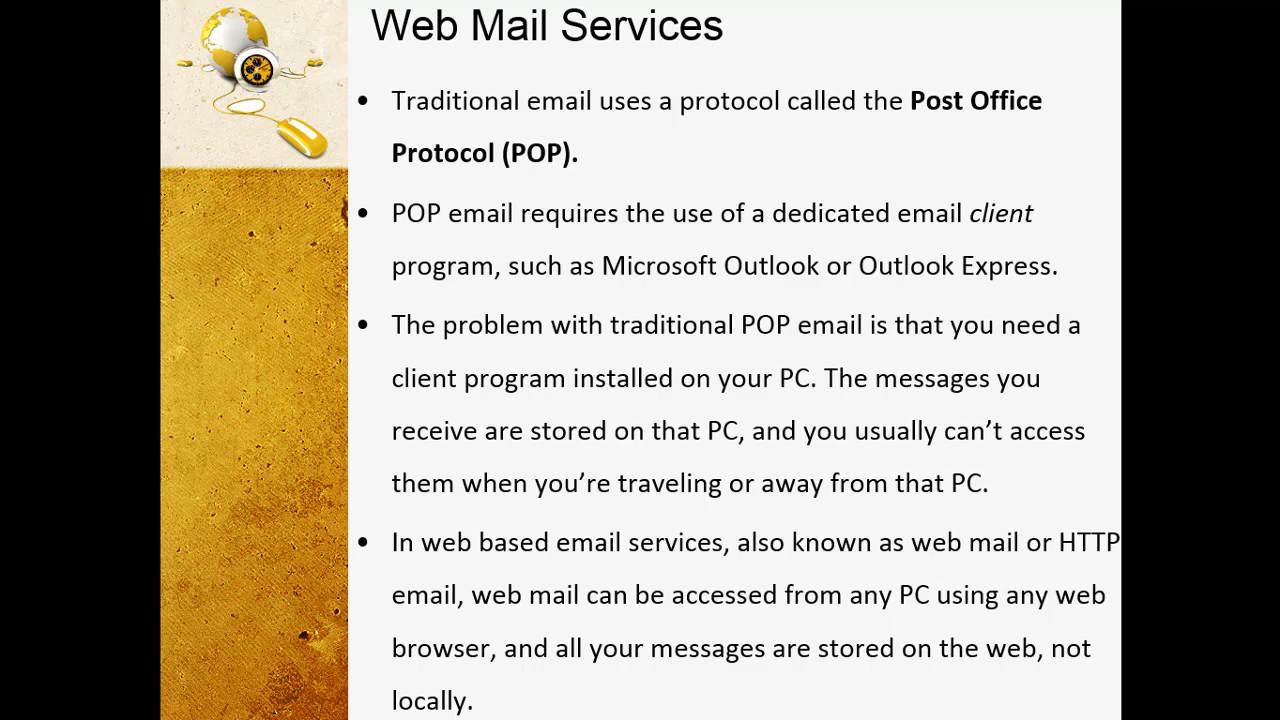 Web Mail Services
• Traditional email uses a protocol called the Post Office
Protocol (POP).
• POP email requires the use of a dedicated email client
program, such as Microsoft Outlook or Outlook Express.
• The problem with traditional POP email is that you need a
client program installed on your PC. The messages you
receive are stored on that PC, and you usually can’t access
them when you’re traveling or away from that PC.
• In web based email services, also known as web mail or HTTP
email, web mail can be accessed from any PC using any web
browser, and all your messages are stored on the web, not
locally.